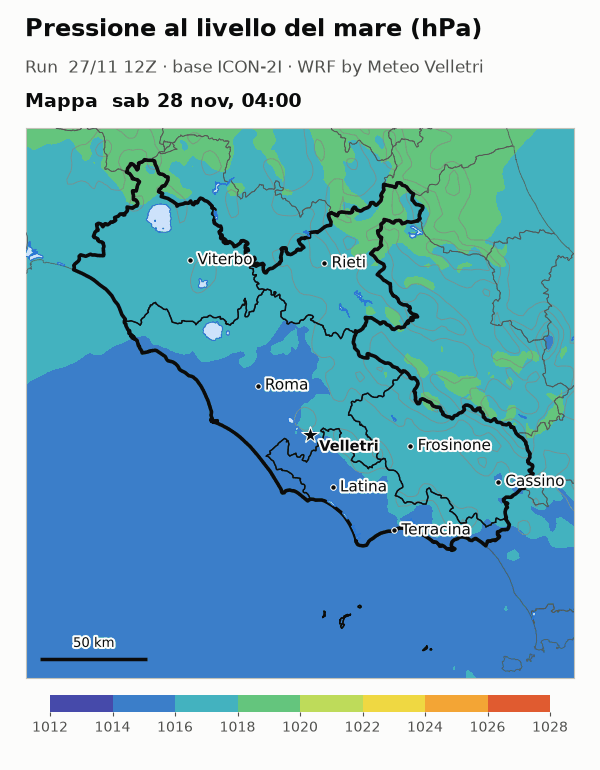 Pressione al livello del mare (hPa)
Run  27/11 12Z · base ICON-2I · WRF by Meteo Velletri
Mappa  sab 28 nov, 04:00
Viterbo
Rieti
Roma
Velletri
Frosinone
Latina
Cassino
Terracina
50 km
1012 1014 1016 1018 1020 1022 1024 1026 1028